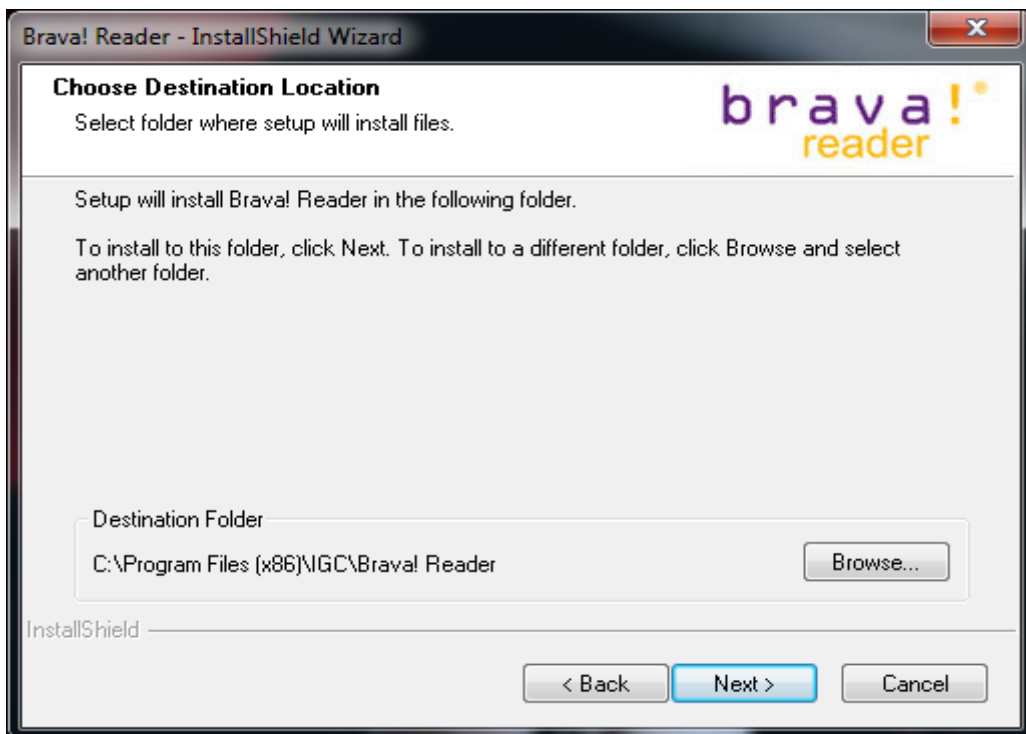 Brava! Reader - InstallShield Wizard
Choose Destination Location
Select folder where setup will install files.
brava!®
reader
Setup will install Brava! Reader in the following folder.
To install to this folder, click Next. To install to a different folder, click Browse and select
another folder.
Destination Folder
C:\Program Files (x86)\IGC\Brava! Reader
Browse...
InstallShield
< Back
Next >
Cancel